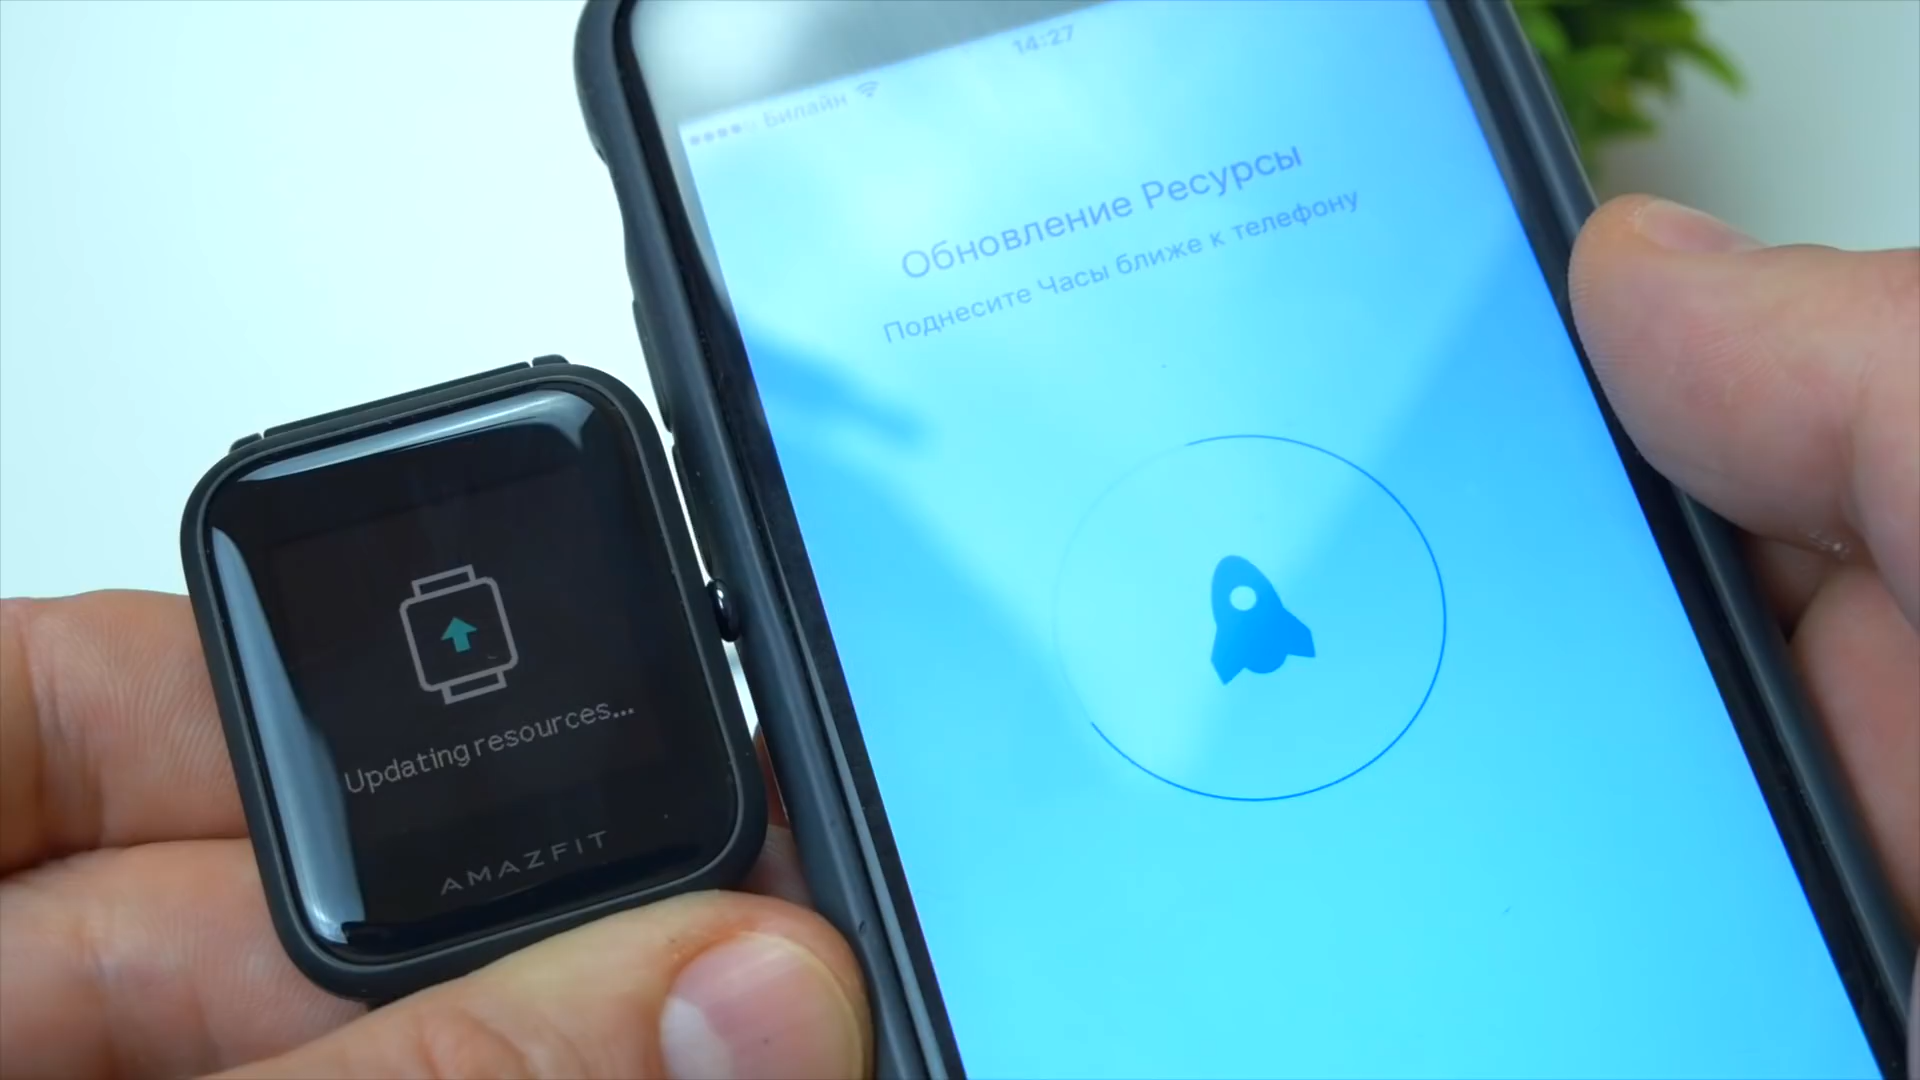 14:27
Билайн
Обновление Ресурсы
Поднесите Часы ближе к телефону
Updating resources...
AMAZFIT